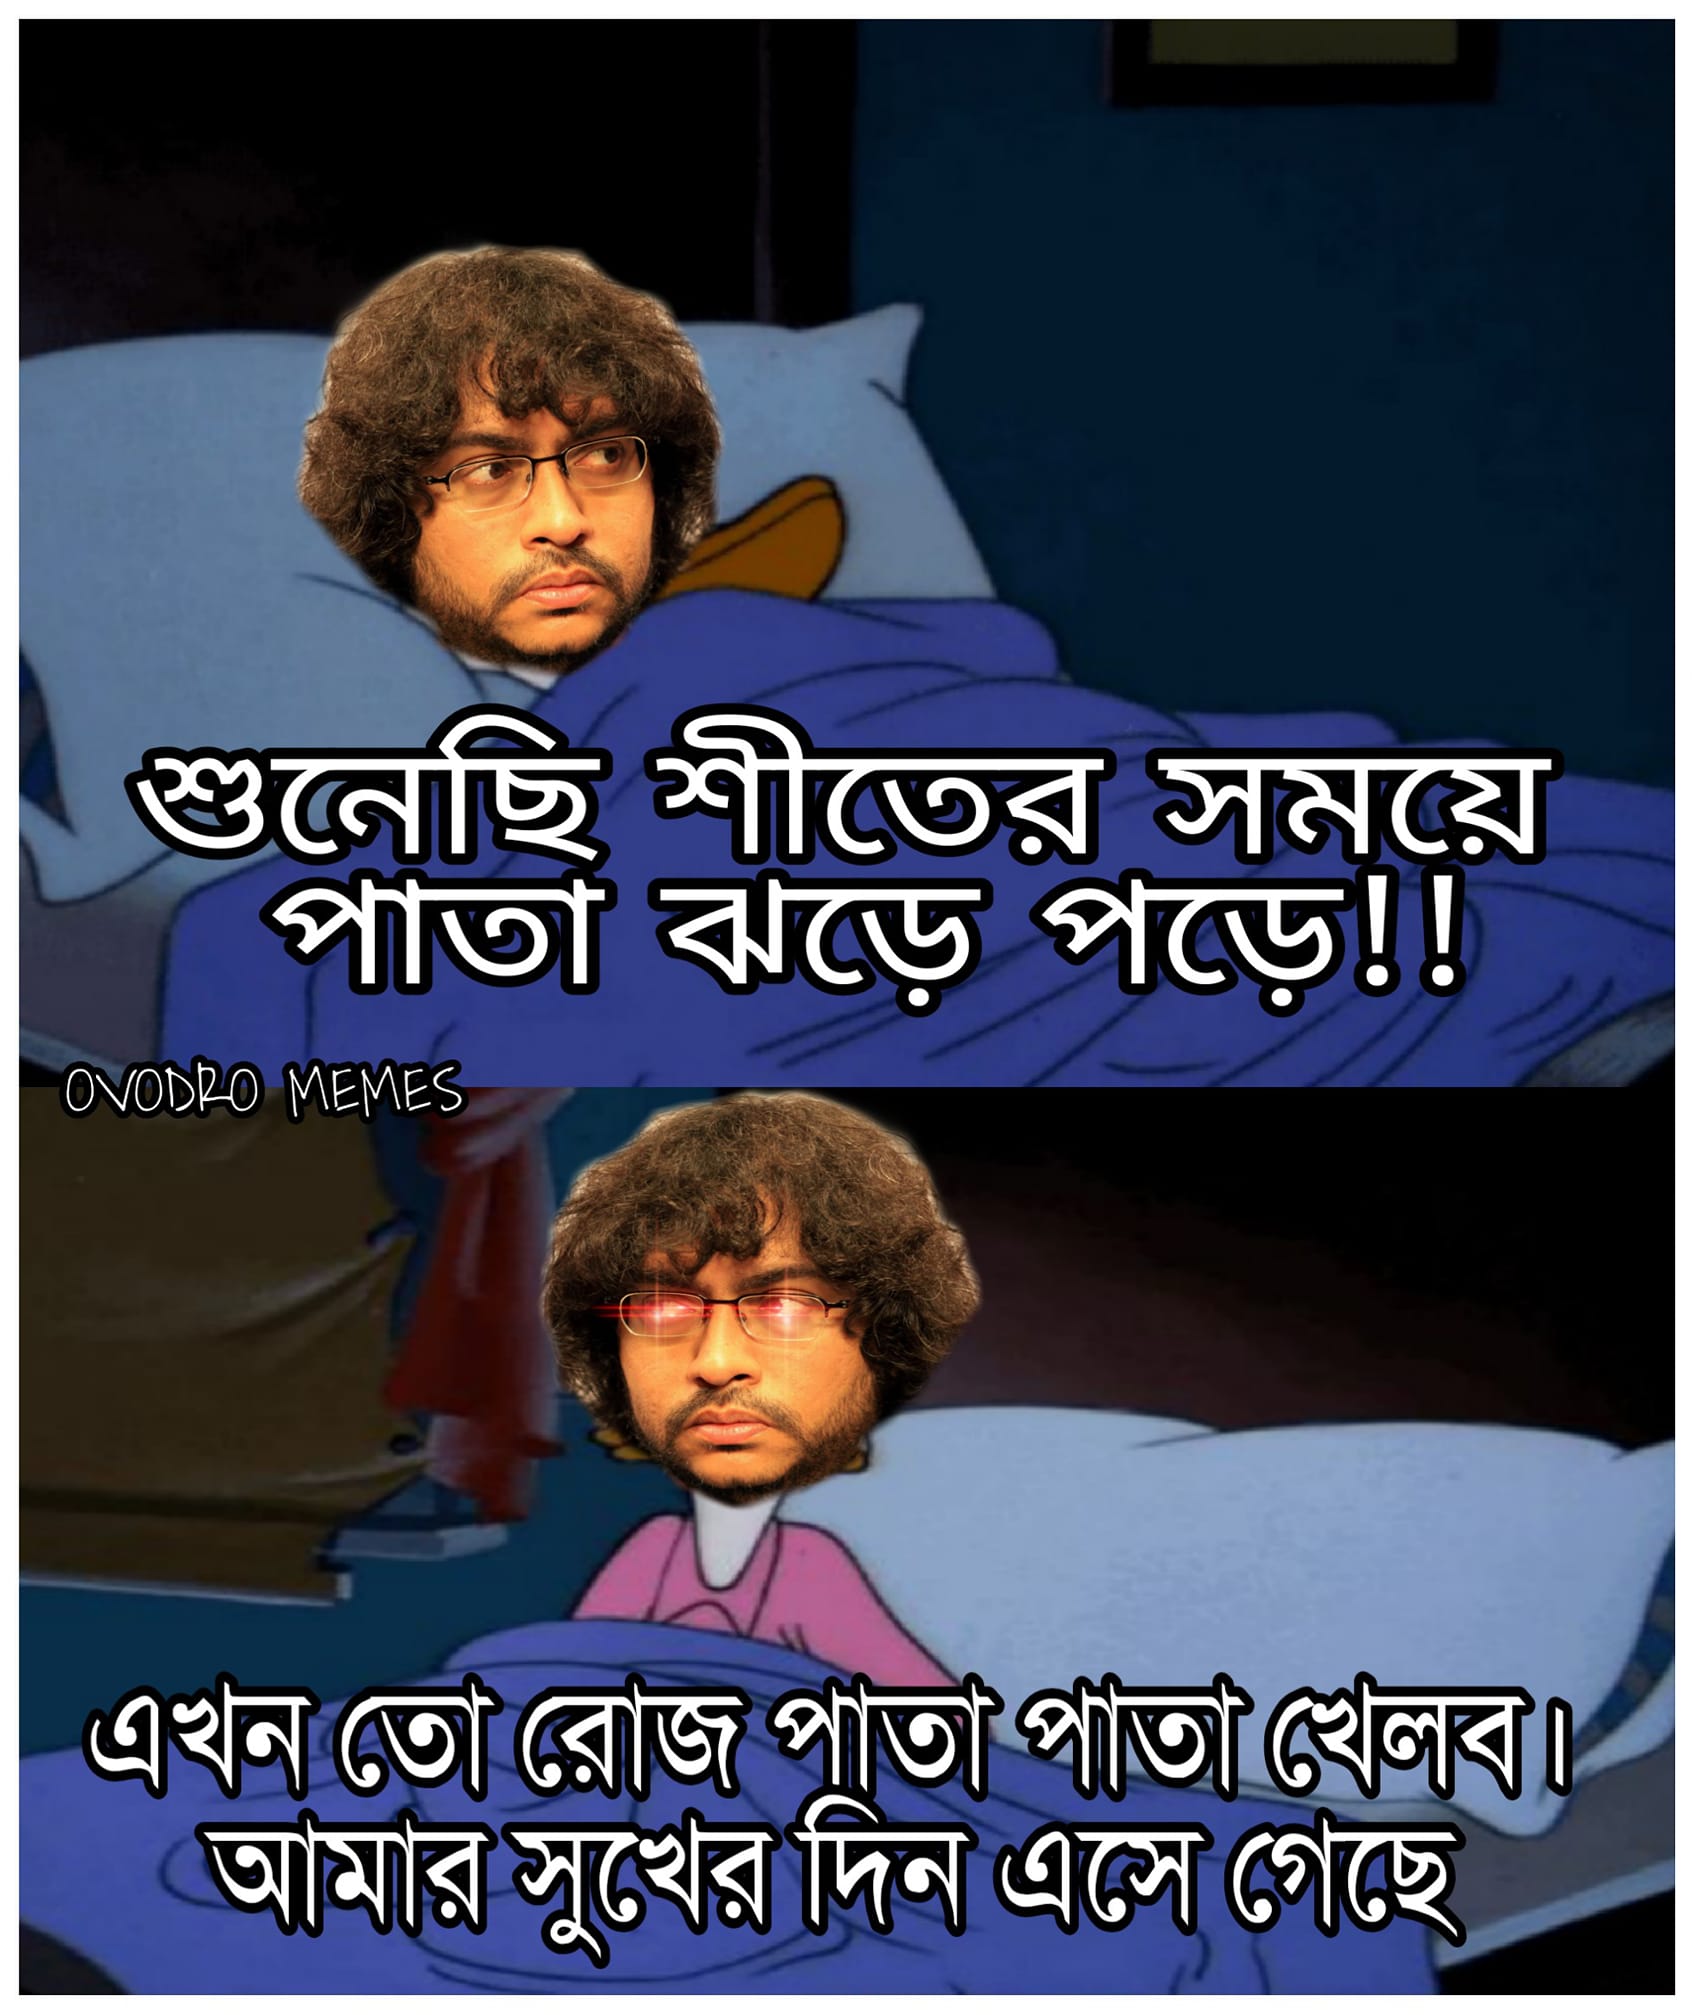 শুনেছি শীতের সময়ে
পাতা ঝড়ে পড়ে!!
OVODRO MEMES
এখন তো রোজ পাতা পাতা খেলব।
আমার সুখের দিন এসে গেছে